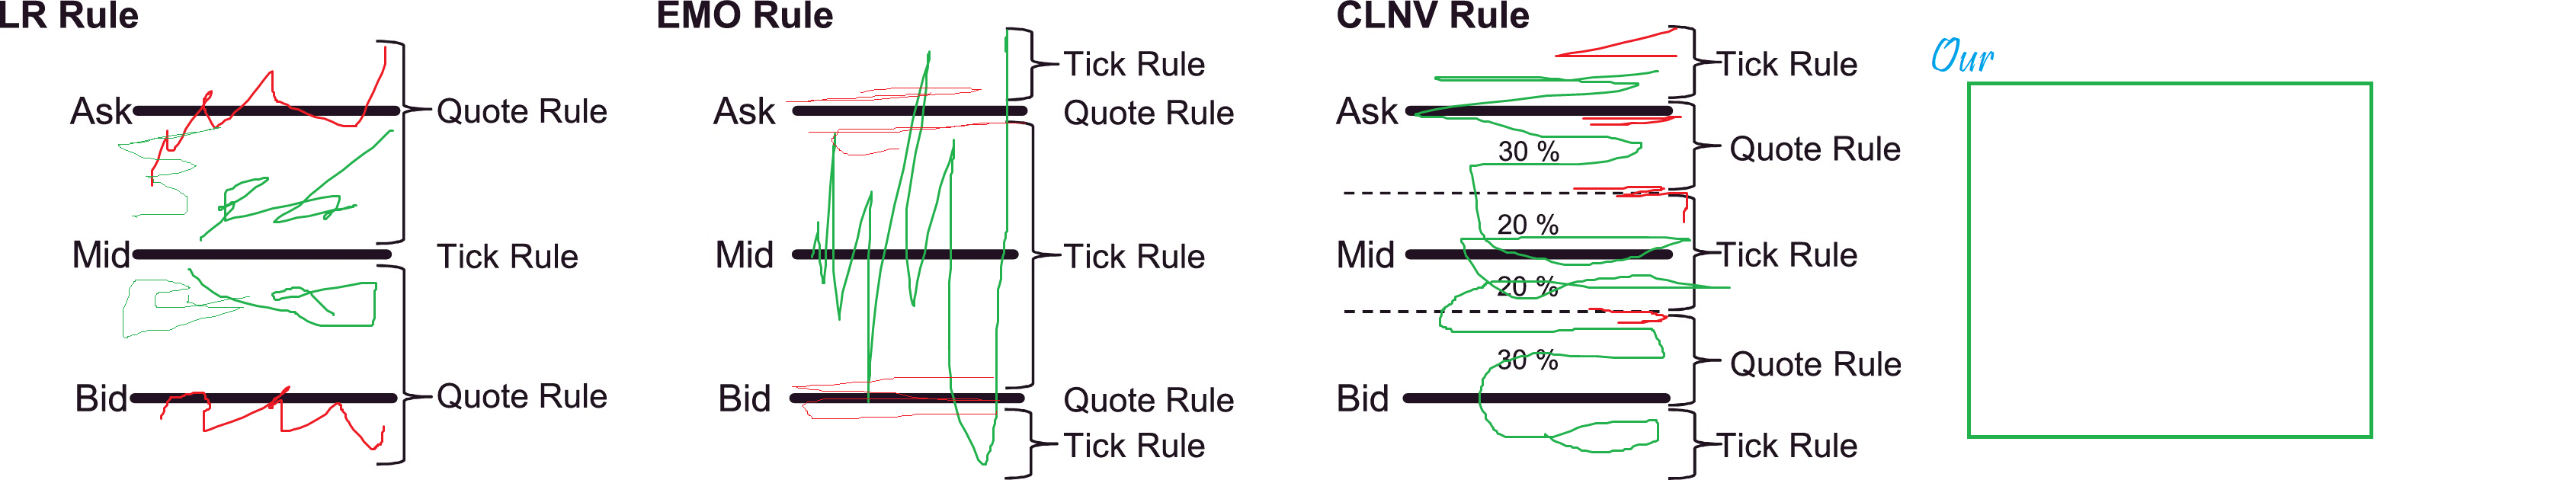 LR Rule
Ask
Quote Rule
Mid
Tick Rule
Bid
Quote Rule
EMO Rule
Tick Rule
Ask
Quote Rule
Mid
Tick Rule
Bid
Quote Rule
Tick Rule
CLNV Rule
Tick Rule
Ask
Quote Rule
30 %
20 %
Mid
Tick Rule
20 %
30 %
Quote Rule
Bid
Tick Rule
Our